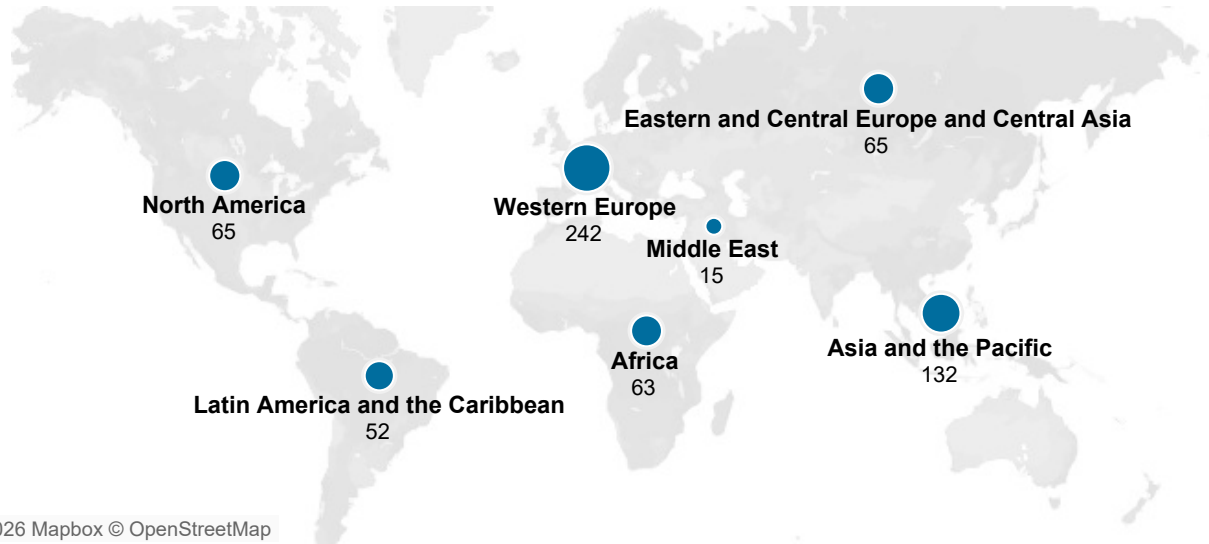 Eastern and Central Europe and Central Asia
65
North America
65
Western Europe
242
Middle East
15
Asia and the Pacific
132
Africa
63
Latin America and the Caribbean
52
026 Mapbox © OpenStreetMap